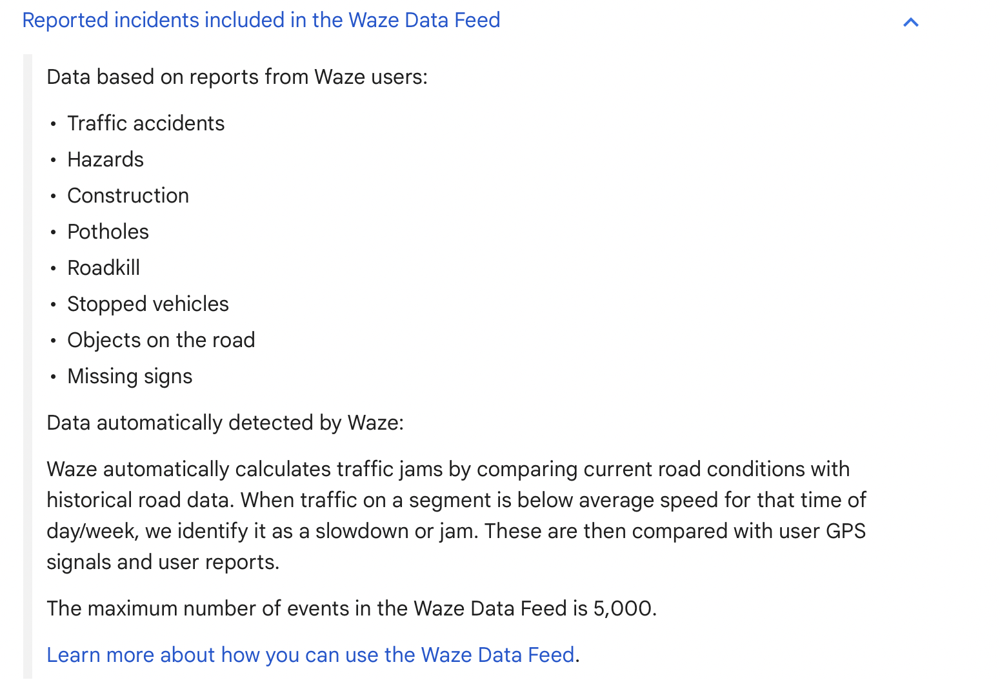 Reported incidents included in the Waze Data Feed
Data based on reports from Waze users:
• Traffic accidents
• Hazards
• Construction
• Potholes
• Roadkill
• Stopped vehicles
• Objects on the road
• Missing signs
Data automatically detected by Waze:
Waze automatically calculates traffic jams by comparing current road conditions with
historical road data. When traffic on a segment is below average speed for that time of
day/week, we identify it as a slowdown or jam. These are then compared with user GPS
signals and user reports.
The maximum number of events in the Waze Data Feed is 5,000.
Learn more about how you can use the Waze Data Feed.